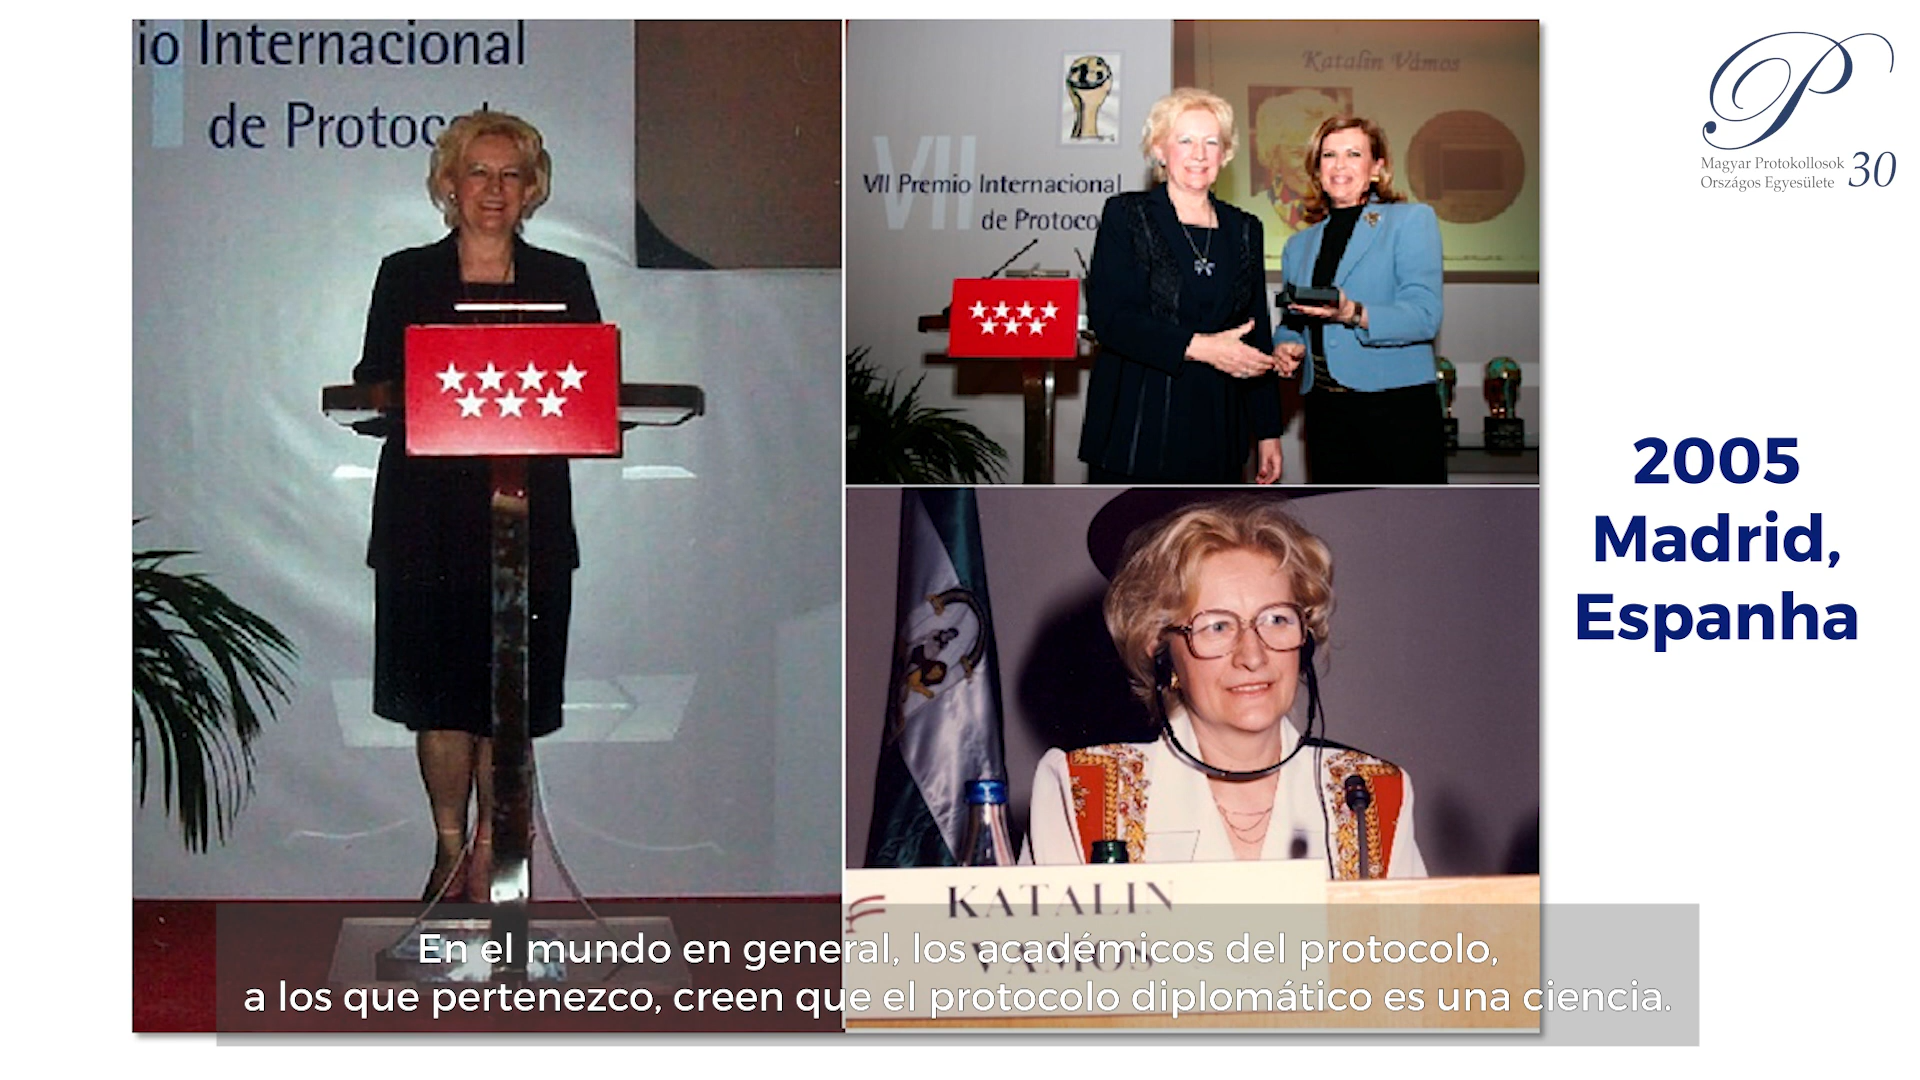 io Internacional
de Protoc
Katalin Vámos
VII
VII Premio Internacional
de Protoco
KATALIN
VAMOS
P
Magyar Protokollosok
Országos Egyesülete 30
2005
Madrid,
Espanha
En el mundo en general, los académicos del protocolo,
a los que pertenezco, creen que el protocolo diplomático es una ciencia.